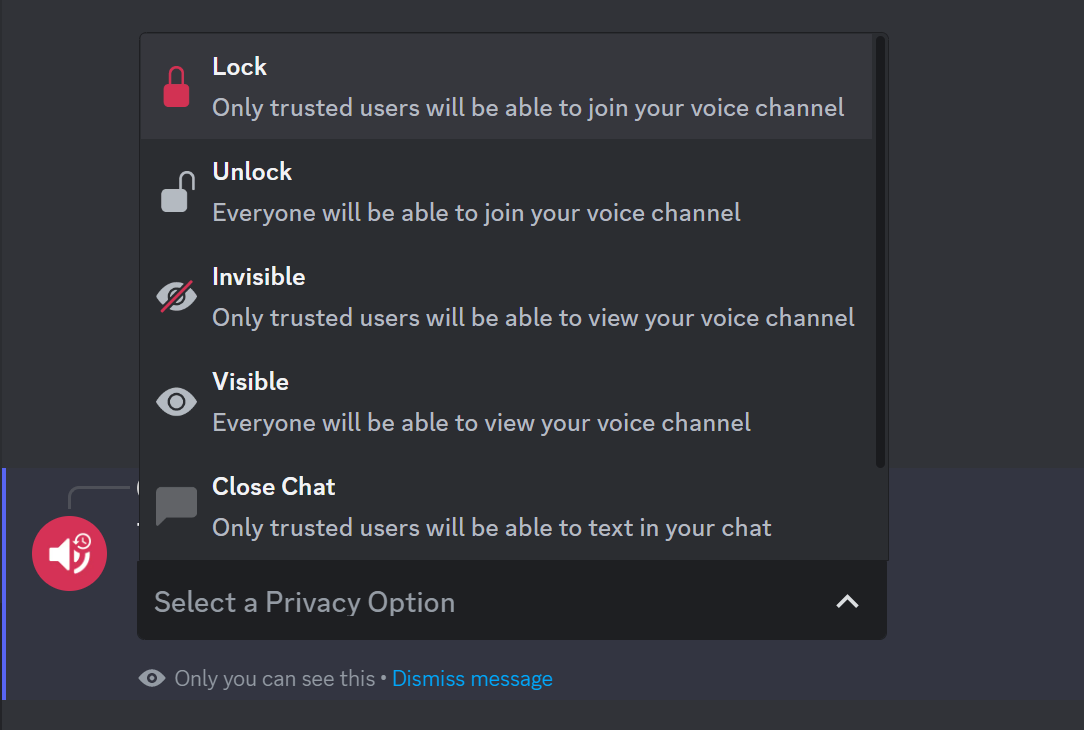 Lock
Only trusted users will be able to join your voice channel
Unlock
Everyone will be able to join your voice channel
Invisible
Only trusted users will be able to view your voice channel
Visible
Everyone will be able to view your voice channel
Close Chat
Only trusted users will be able to text in your chat
Select a Privacy Option
Only you can see this • Dismiss message